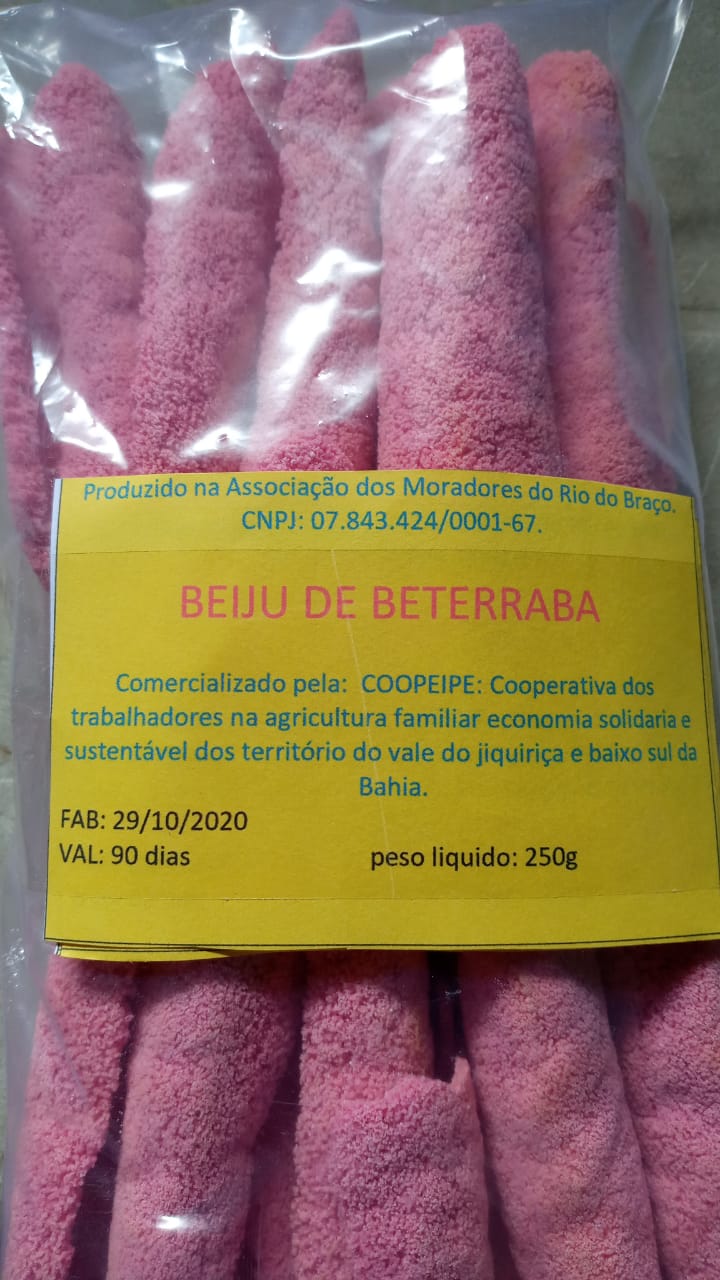 Produzido na Associação dos Moradores do Rio do Braço.
CNPJ: 07.843.424/0001-67.
BEIJU DE BETERRABA
Comercializado pela: COOPEIPE: Cooperativa dos
trabalhadores na agricultura familiar economia solidaria e
sustentável dos território do vale do jiquiriça e baixo sul da
Bahia.
FAB: 29/10/2020
VAL: 90 dias peso liquido: 250g